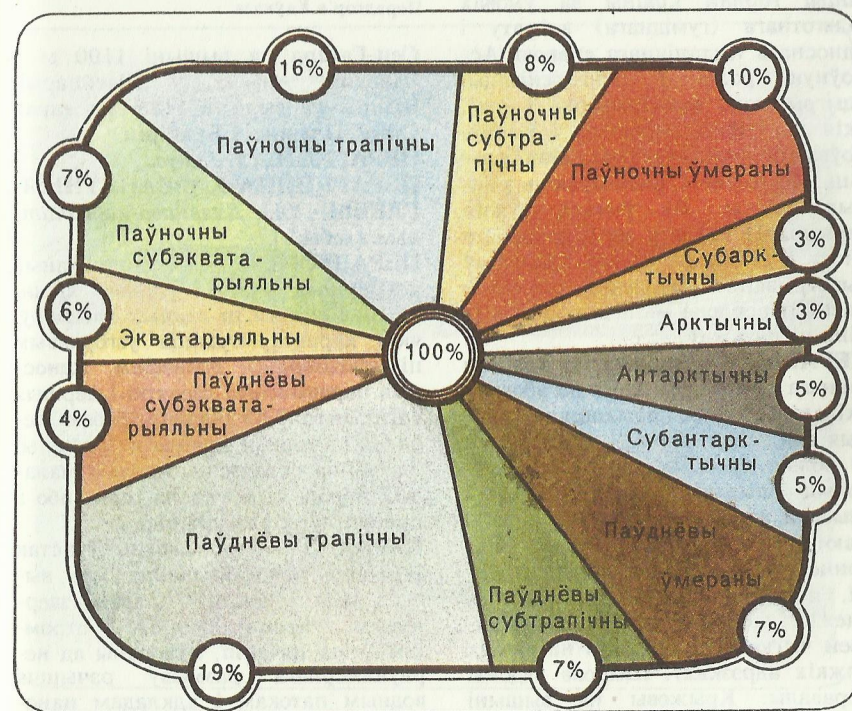 16%
8%
10%
Паўночны трапічны
Паўночны
субтра-
пічны
Паўночны ўмераны
7%
Паўночны
субэквата-
рыяльны
Субарк-
тычны
3%
6%
Экватарыяльны
100%
Арктычны
3%
Паўднёвы
субэквата-
рыяльны
4%
Антарктычны
5%
Субантарк-
тычны
5%
Паўднёвы трапічны
Паўднёвы
ўмераны
Паўднёвы
субтрапічны
19%
7%
7%